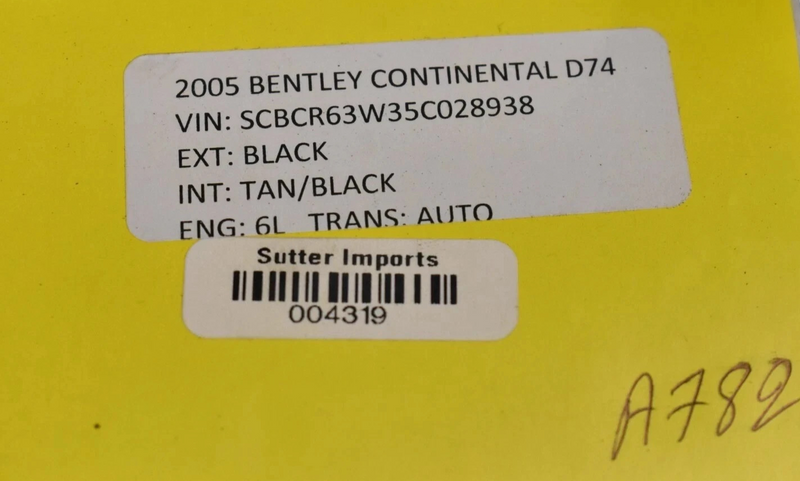 2005 BENTLEY CONTINENTAL D74
VIN: SCBCR63W35C028938
EXT: BLACK
INT: TAN/BLACK
ENG: 6L TRANS: AUTO
Sutter Imports
004319
A782